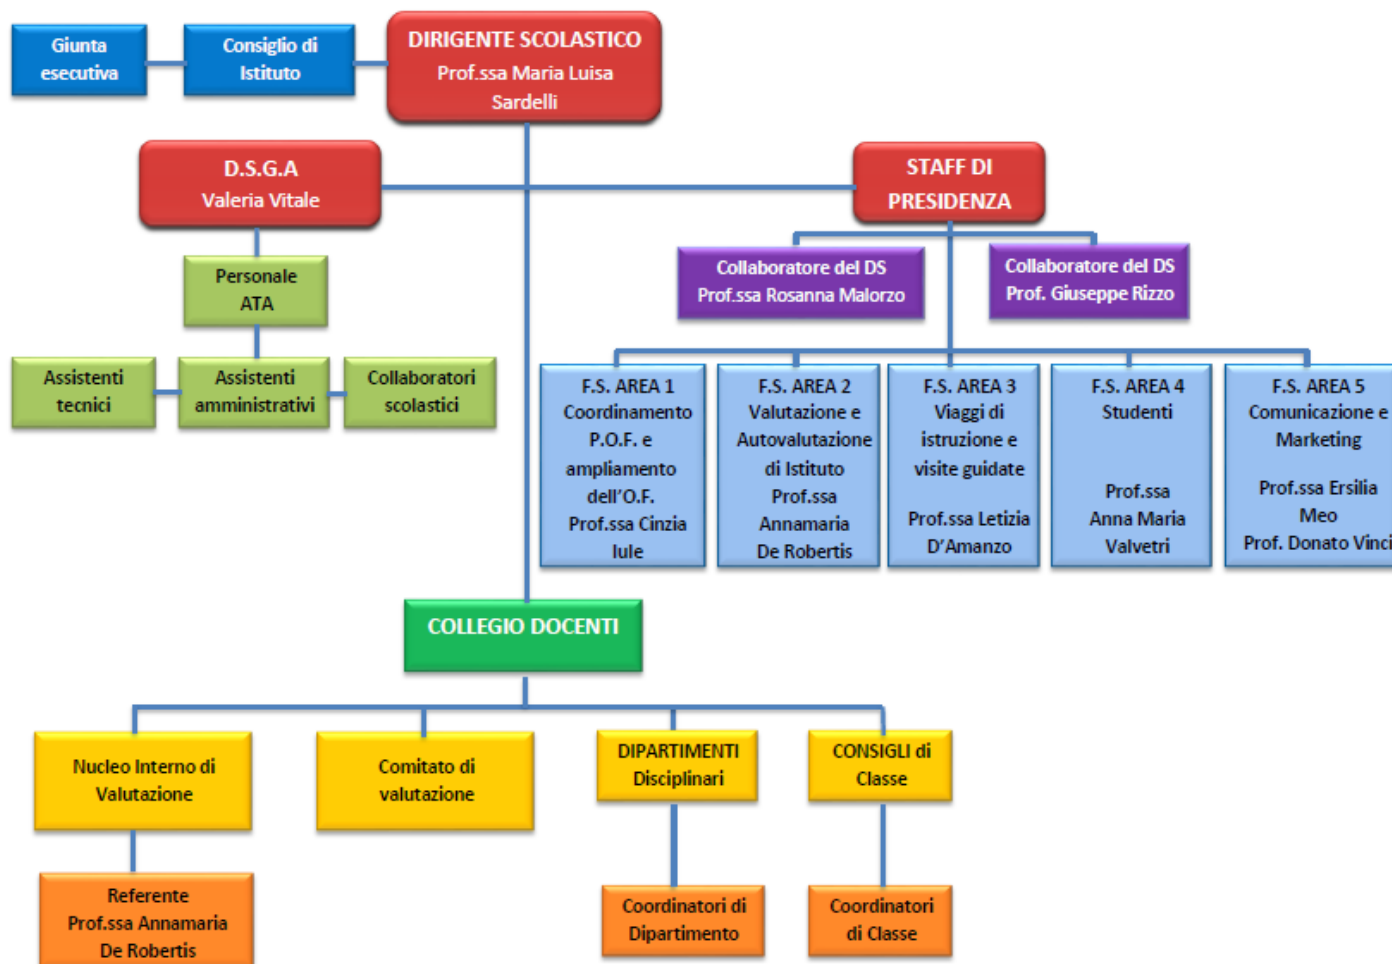 Giunta
esecutiva
Consiglio di
Istituto
DIRIGENTE SCOLASTICO
Prof.ssa Maria Luisa
Sardelli
D.S.G.A
Valeria Vitale
STAFF DI
PRESIDENZA
Personale
ATA
Assistenti
tecnici
Assistenti
amministrativi
Collaboratori
scolastici
Collaboratore del DS
Prof.ssa Rosanna Malorzo
Collaboratore del DS
Prof. Giuseppe Rizzo
F.S. AREA 1
Coordinamento
P.O.F. e
ampliamento
dell'O.F.
Prof.ssa Cinzia
Iule
F.S. AREA 2
Valutazione e
Autovalutazione
di Istituto
Prof.ssa
Annamaria
De Robertis
F.S. AREA 3
Viaggi di
istruzione e
visite guidate
Prof.ssa Letizia
D'Amanzo
F.S. AREA 4
Studenti
Prof.ssa
Anna Maria
Valvetri
F.S. AREA 5
Comunicazione e
Marketing
Prof.ssa Ersilia
Meo
Prof. Donato Vinci
COLLEGIO DOCENTI
Nucleo Interno di
Valutazione
Comitato di
valutazione
DIPARTIMENTI
Disciplinari
CONSIGLI di
Classe
Referente
Prof.ssa Annamaria
De Robertis
Coordinatori di
Dipartimento
Coordinatori
di Classe